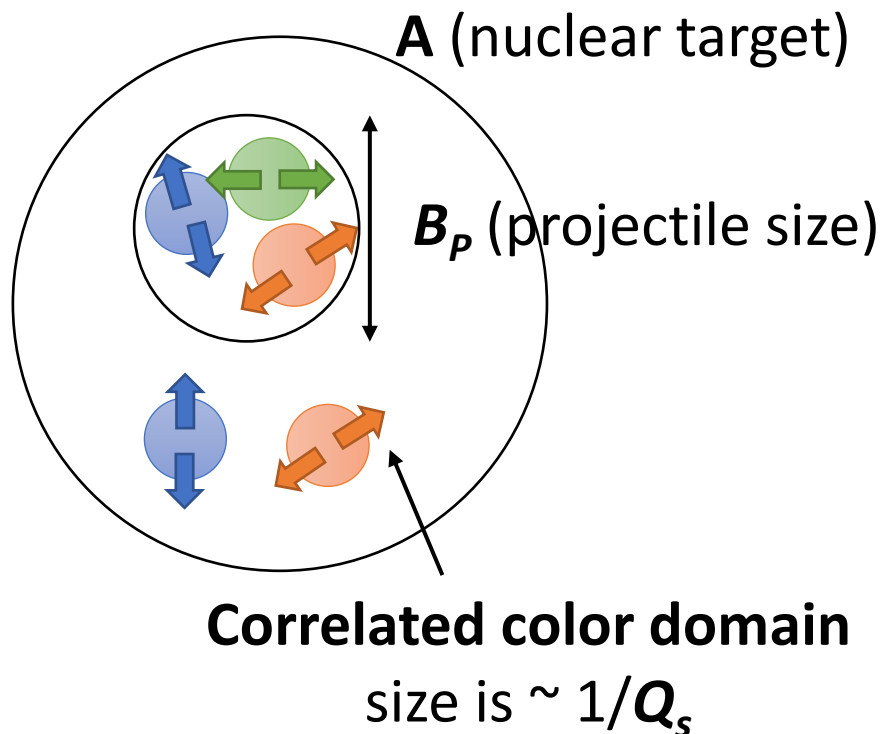 A (nuclear target)
B_P (projectile size)
Correlated color domain
size is ~ 1/Q_s